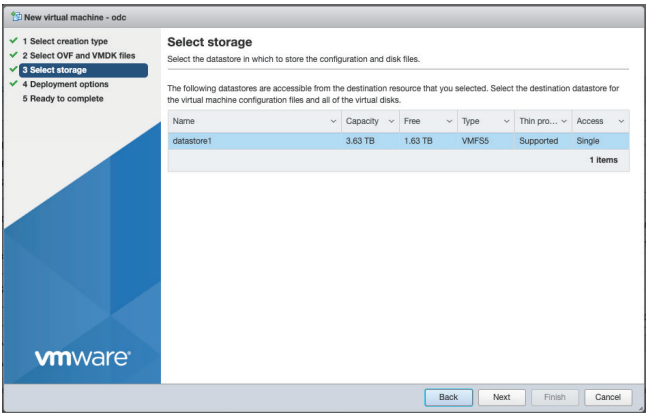 New virtual machine - odc
1 Select creation type
2 Select OVF and VMDK files
3 Select storage
4 Deployment options
5 Ready to complete
Select storage
Select the datastore in which to store the configuration and disk files.
The following datastores are accessible from the destination resource that you selected. Select the destination datastore for
the virtual machine configuration files and all of the virtual disks.
Name Capacity Free Type Thin pro... Access
datastore1 3.63 TB 1.63 TB VMFS5 Supported Single
1 items
vmware®
Back Next Finish Cancel